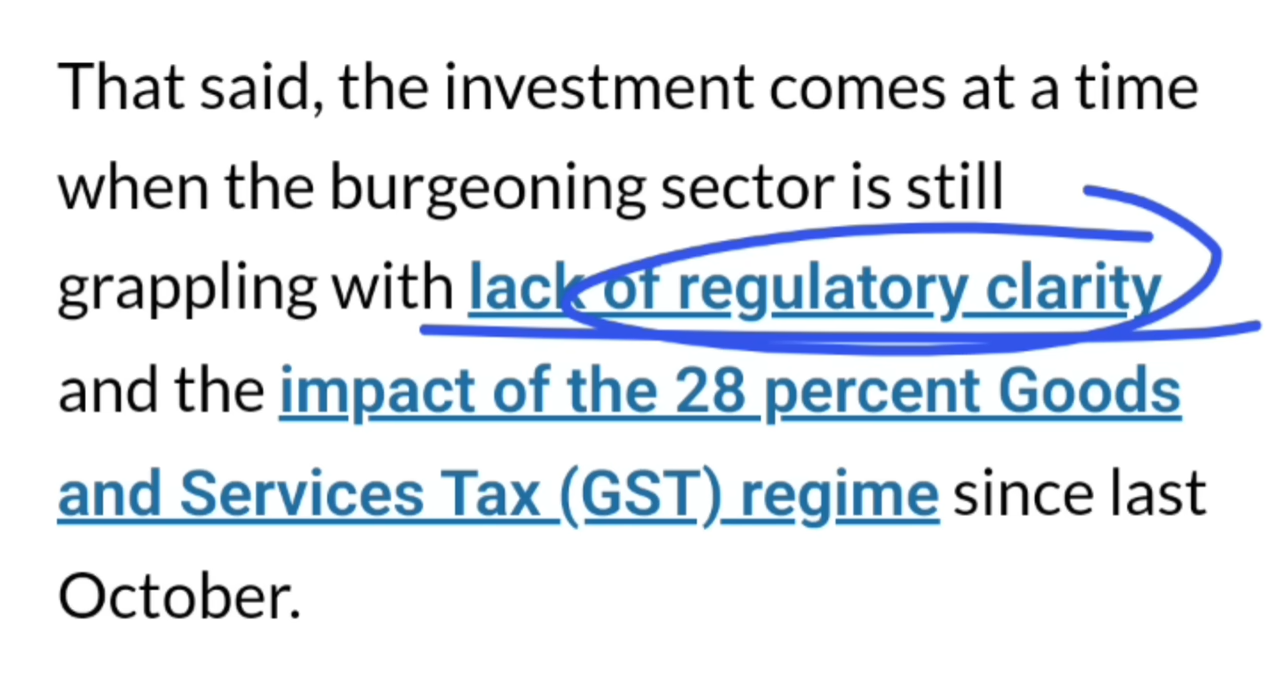 That said, the investment comes at a time
when the burgeoning sector is still
grappling with lack of regulatory clarity
and the impact of the 28 percent Goods
and Services Tax (GST) regime since last
October.